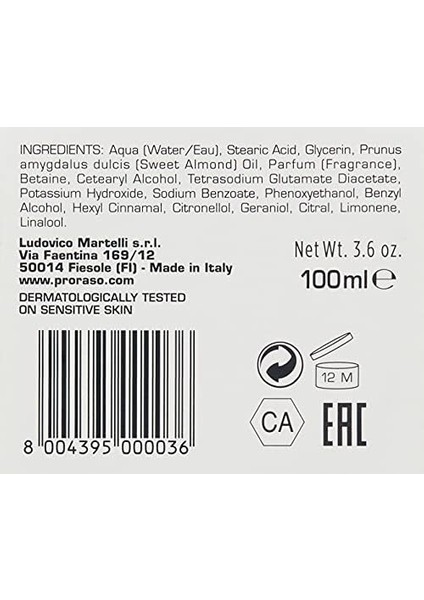 INGREDIENTS: Aqua (Water/Eau), Stearic Acid, Glycerin, Prunus
amygdalus dulcis (Sweet Almond) Oil, Parfum (Fragrance),
Betaine, Cetearyl Alcohol, Tetrasodium Glutamate Diacetate,
Potassium Hydroxide, Sodium Benzoate, Phenoxyethanol, Benzyl
Alcohol, Hexyl Cinnamal, Citronellol, Geraniol, Citral, Limonene,
Linalool.
Ludovico Martelli s.r.l.
Via Faentina 169/12
50014 Fiesole (FI) - Made in Italy
www.proraso.com
DERMATOLOGICALLY TESTED
ON SENSITIVE SKIN
Net Wt. 3.6 oz.
100ml℮
12 M
CA
EAC
8 004395 000036